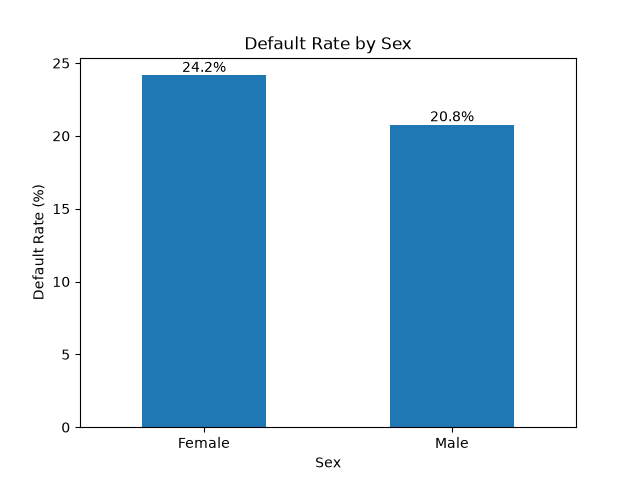 Default Rate by Sex
24.2%
20.8%
25
20
15
10
5
0
Default Rate (%)
Female
Male
Sex